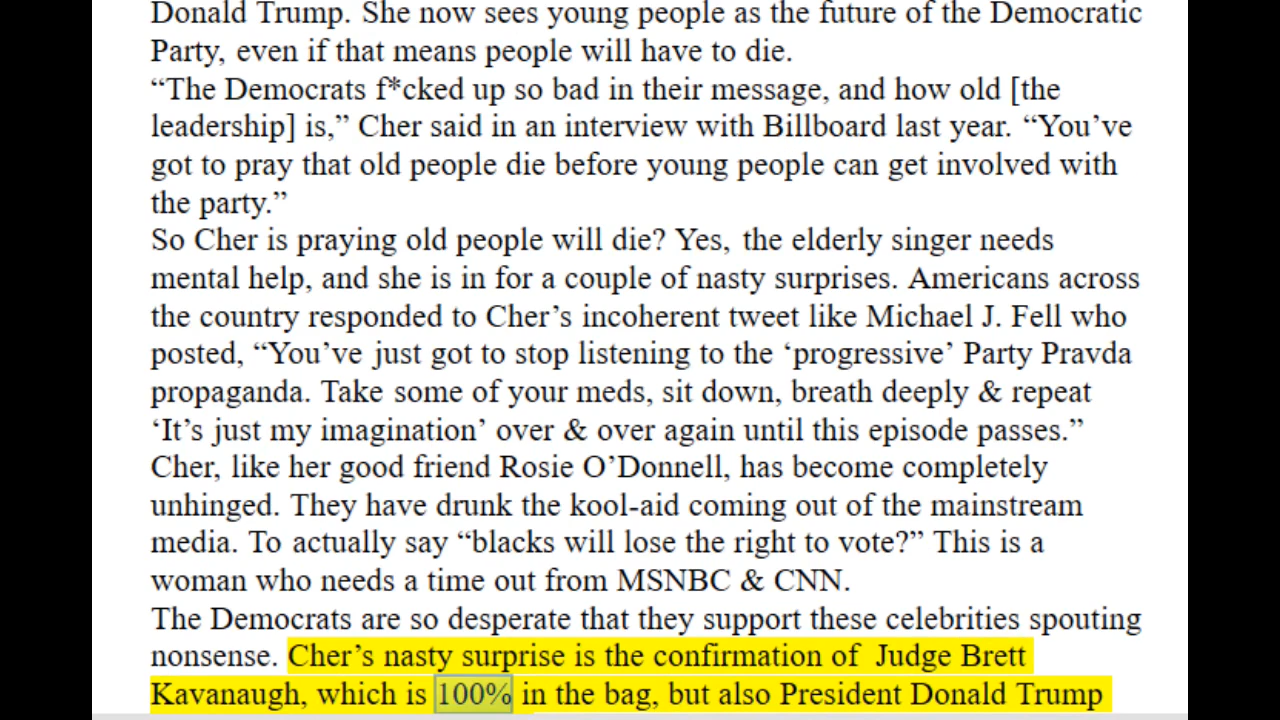 Donald Trump. She now sees young people as the future of the Democratic
Party, even if that means people will have to die.
“The Democrats f*cked up so bad in their message, and how old [the
leadership] is,” Cher said in an interview with Billboard last year. “You’ve
got to pray that old people die before young people can get involved with
the party.”
So Cher is praying old people will die? Yes, the elderly singer needs
mental help, and she is in for a couple of nasty surprises. Americans across
the country responded to Cher’s incoherent tweet like Michael J. Fell who
posted, “You’ve just got to stop listening to the ‘progressive’ Party Pravda
propaganda. Take some of your meds, sit down, breath deeply & repeat
‘It’s just my imagination’ over & over again until this episode passes.”
Cher, like her good friend Rosie O’Donnell, has become completely
unhinged. They have drunk the kool-aid coming out of the mainstream
media. To actually say “blacks will lose the right to vote?” This is a
woman who needs a time out from MSNBC & CNN.
The Democrats are so desperate that they support these celebrities spouting
nonsense. Cher’s nasty surprise is the confirmation of Judge Brett
Kavanaugh, which is 100% in the bag, but also President Donald Trump